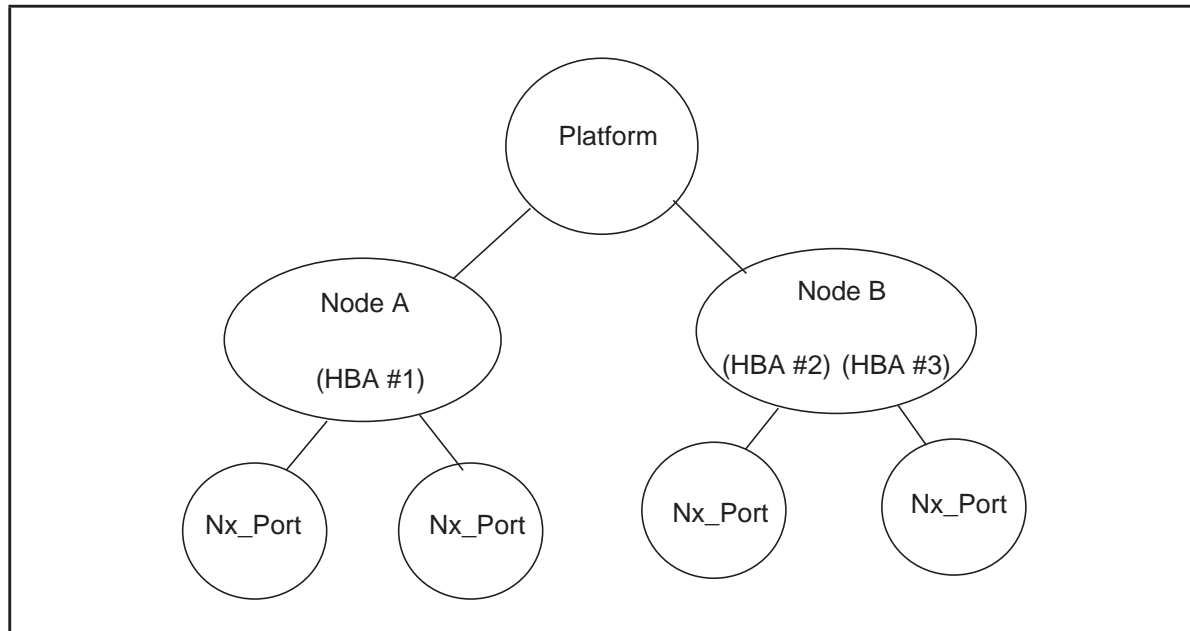 Platform
Node A
(HBA #1)
Node B
(HBA #2) (HBA #3)
Nx_Port
Nx_Port
Nx_Port
Nx_Port